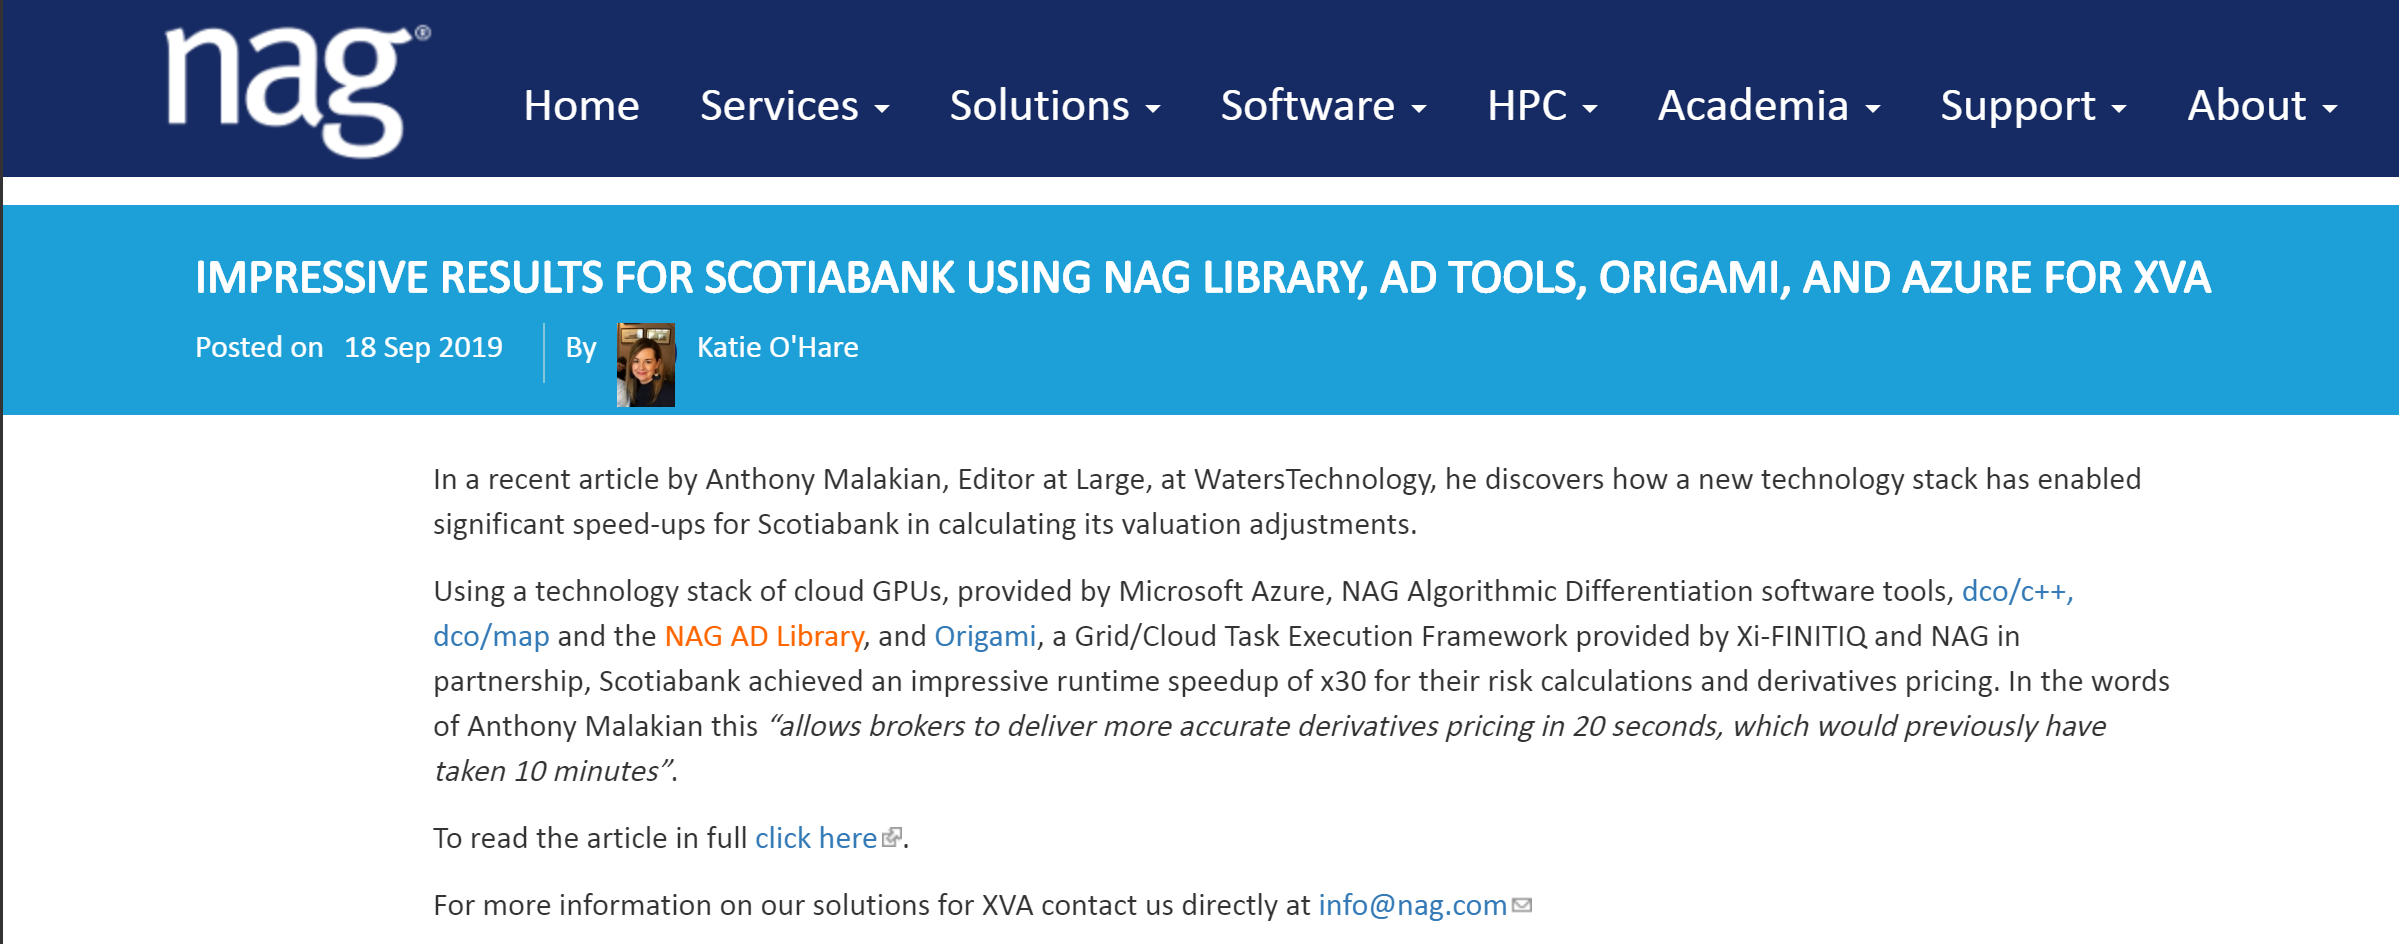 nag®
Home Services Solutions Software HPC Academia Support About
IMPRESSIVE RESULTS FOR SCOTIABANK USING NAG LIBRARY, AD TOOLS, ORIGAMI, AND AZURE FOR XVA
Posted on 18 Sep 2019 By Katie O'Hare
In a recent article by Anthony Malakian, Editor at Large, at WatersTechnology, he discovers how a new technology stack has enabled
significant speed-ups for Scotiabank in calculating its valuation adjustments.
Using a technology stack of cloud GPUs, provided by Microsoft Azure, NAG Algorithmic Differentiation software tools, dco/c++,
dco/map and the NAG AD Library, and Origami, a Grid/Cloud Task Execution Framework provided by Xi-FINITIQ and NAG in
partnership, Scotiabank achieved an impressive runtime speedup of x30 for their risk calculations and derivatives pricing. In the words
of Anthony Malakian this “allows brokers to deliver more accurate derivatives pricing in 20 seconds, which would previously have
taken 10 minutes”.
To read the article in full click here.
For more information on our solutions for XVA contact us directly at info@nag.com